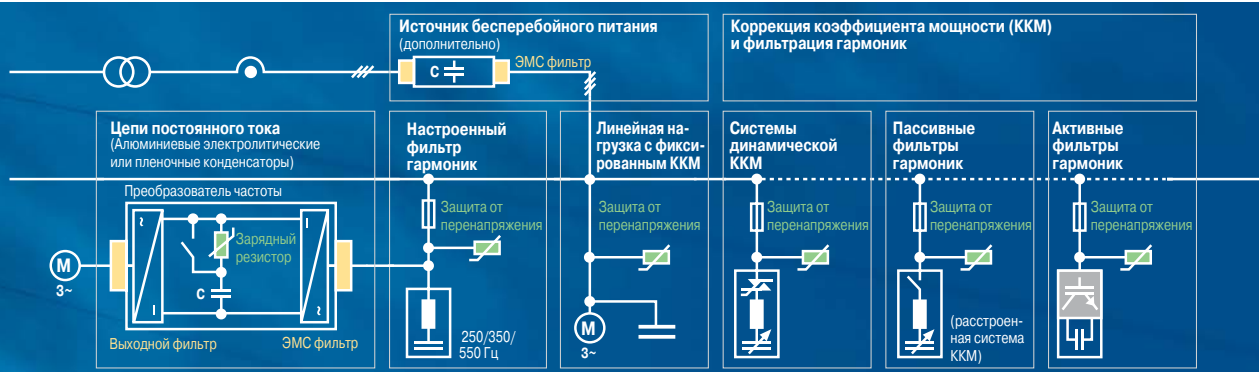 Источник бесперебойного питания
(дополнительно)
ЭМС фильтр
C
Коррекция коэффициента мощности (ККМ)
и фильтрация гармоник
Цепи постоянного тока
(Алюминиевые электролитические
или пленочные конденсаторы)
Преобразователь частоты
~
–
Зарядный
резистор
C
–
~
M
3~
Выходной фильтр
ЭМС фильтр
Настроенный
фильтр
гармоник
Защита от
перенапряжения
250/350/
550 Гц
Линейная на-
грузка с фикси-
рованным ККМ
Защита от
перенапряжения
M
3~
Системы
динамической
ККМ
Защита от
перенапряжения
Пассивные
фильтры
гармоник
Защита от
перенапряжения
(расстроен-
ная система
ККМ)
Активные
фильтры
гармоник
Защита от
перенапряжения